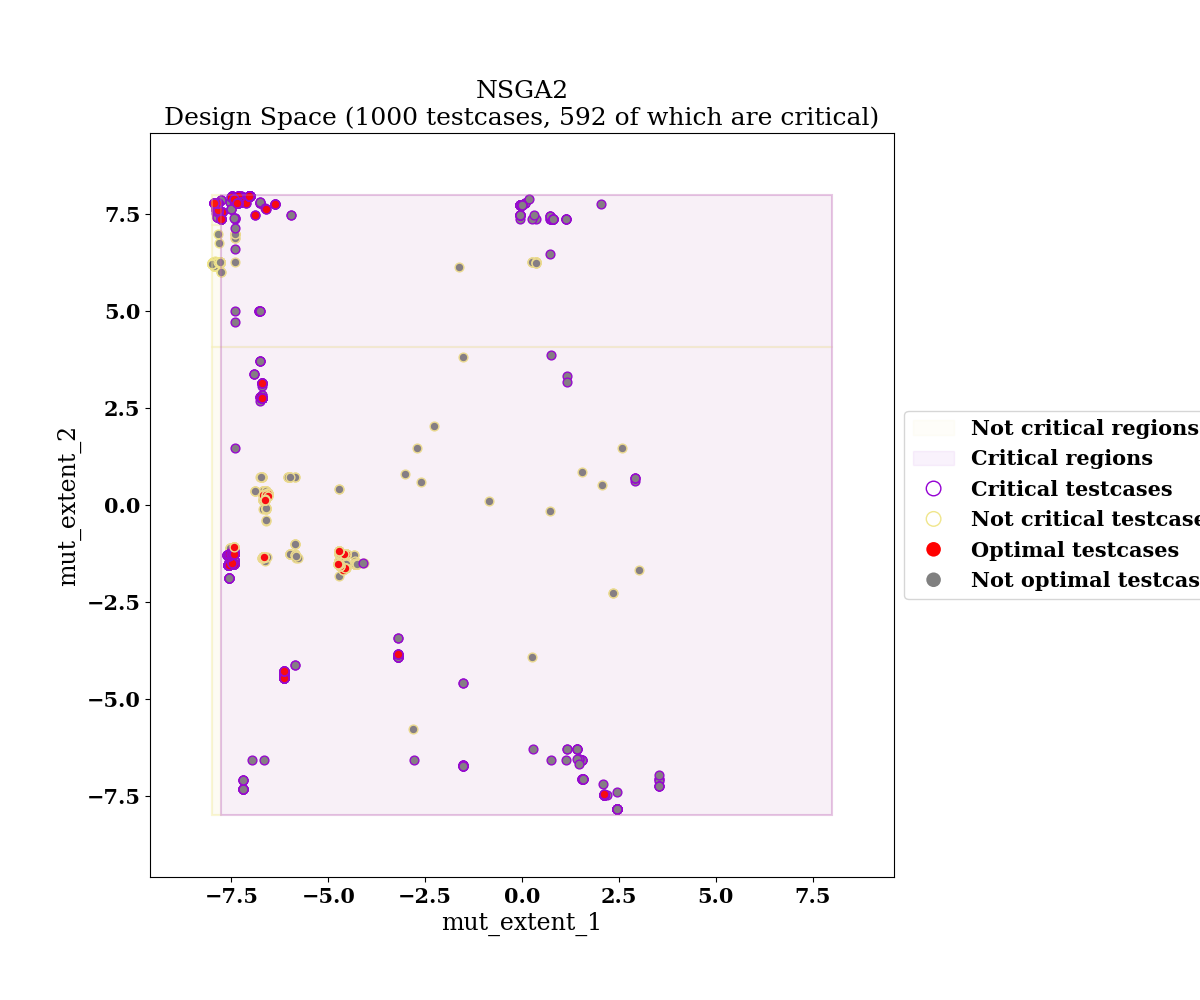 NSGA2
Design Space (1000 testcases, 592 of which are critical)
7.5
5.0
2.5
0.0
−2.5
−5.0
−7.5
mut_extent_2
−7.5 −5.0 −2.5 0.0 2.5 5.0 7.5
mut_extent_1
Not critical regions
Critical regions
Critical testcases
Not critical testcase
Optimal testcases
Not optimal testcas